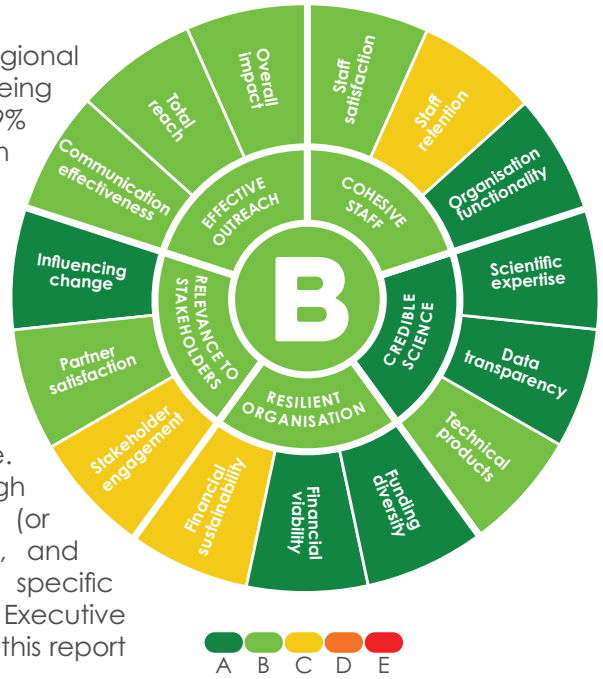 gional
eing
9%
n
e.
gh
(or
, and
specific
Executive
this report
Overall
impact
Staff
satisfaction
Staff
retention
Organisation
functionality
Scientific
expertise
Data
transparency
Technical
products
Funding
diversity
Financial
viability
Financial
sustainability
Stakeholder
engagement
Partner
satisfaction
Influencing
change
Communication
effectiveness
Total
reach
EFFECTIVE
OUTREACH
COHESIVE
STAFF
CREDIBLE
SCIENCE
RESILIENT
ORGANISATION
RELEVANCE TO
STAKEHOLDERS
B
A B C D E